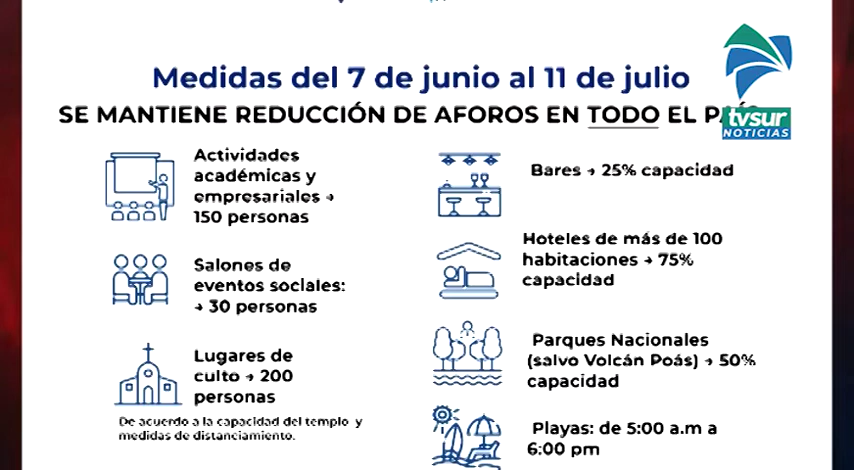 Medidas del 7 de junio al 11 de julio
SE MANTIENE REDUCCIÓN DE AFOROS EN TODO EL
tvsur
NOTICIAS
Actividades
académicas y
empresariales →
150 personas
Salones de
eventos sociales:
→ 30 personas
Lugares de
culto → 200
personas
De acuerdo a la capacidad del templo y
medidas de distanciamiento.
Bares → 25% capacidad
Hoteles de más de 100
habitaciones → 75%
capacidad
Parques Nacionales
(salvo Volcán Poás) → 50%
capacidad
Playas: de 5:00 a.m a
6:00 pm